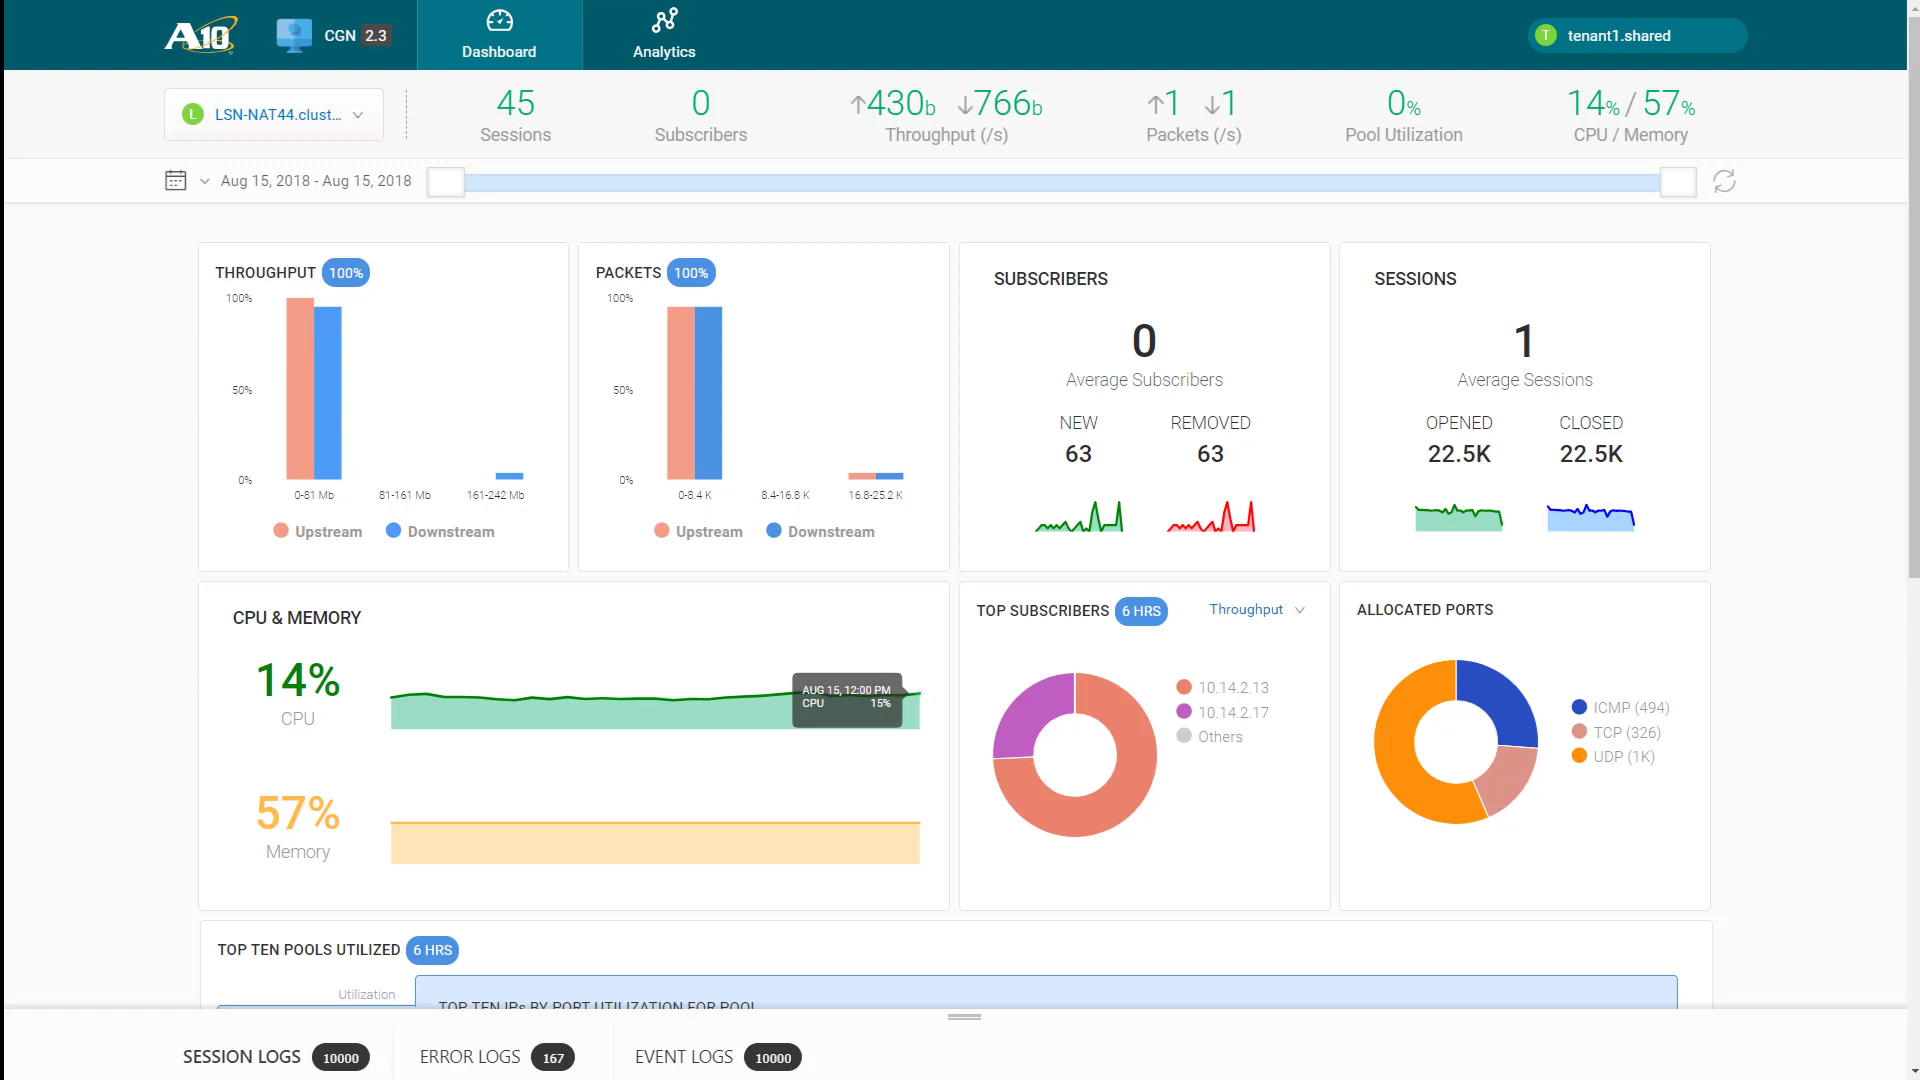 A10
CGN 2.3
Dashboard
Analytics
T tenant1.shared
L LSN-NAT44.clust...
45
Sessions
0
Subscribers
↑430b ↓766b
Throughput (/s)
↑1 ↓1
Packets (/s)
0%
Pool Utilization
14% / 57%
CPU / Memory
Aug 15, 2018 - Aug 15, 2018
THROUGHPUT 100%
100%
50%
0%
0-81 Mb 81-161 Mb 161-242 Mb
Upstream Downstream
PACKETS 100%
100%
50%
0%
0-8.4 K 8.4-16.8 K 16.8-25.2 K
Upstream Downstream
SUBSCRIBERS
0
Average Subscribers
NEW REMOVED
63 63
SESSIONS
1
Average Sessions
OPENED CLOSED
22.5K 22.5K
CPU & MEMORY
14%
CPU
AUG 15, 12:00 PM
CPU 15%
57%
Memory
TOP SUBSCRIBERS 6 HRS Throughput
10.14.2.13
10.14.2.17
Others
ALLOCATED PORTS
ICMP (494)
TCP (326)
UDP (1K)
TOP TEN POOLS UTILIZED 6 HRS
Utilization
TOP TEN IPs BY PORT UTILIZATION FOR POOL
SESSION LOGS 10000
ERROR LOGS 167
EVENT LOGS 10000